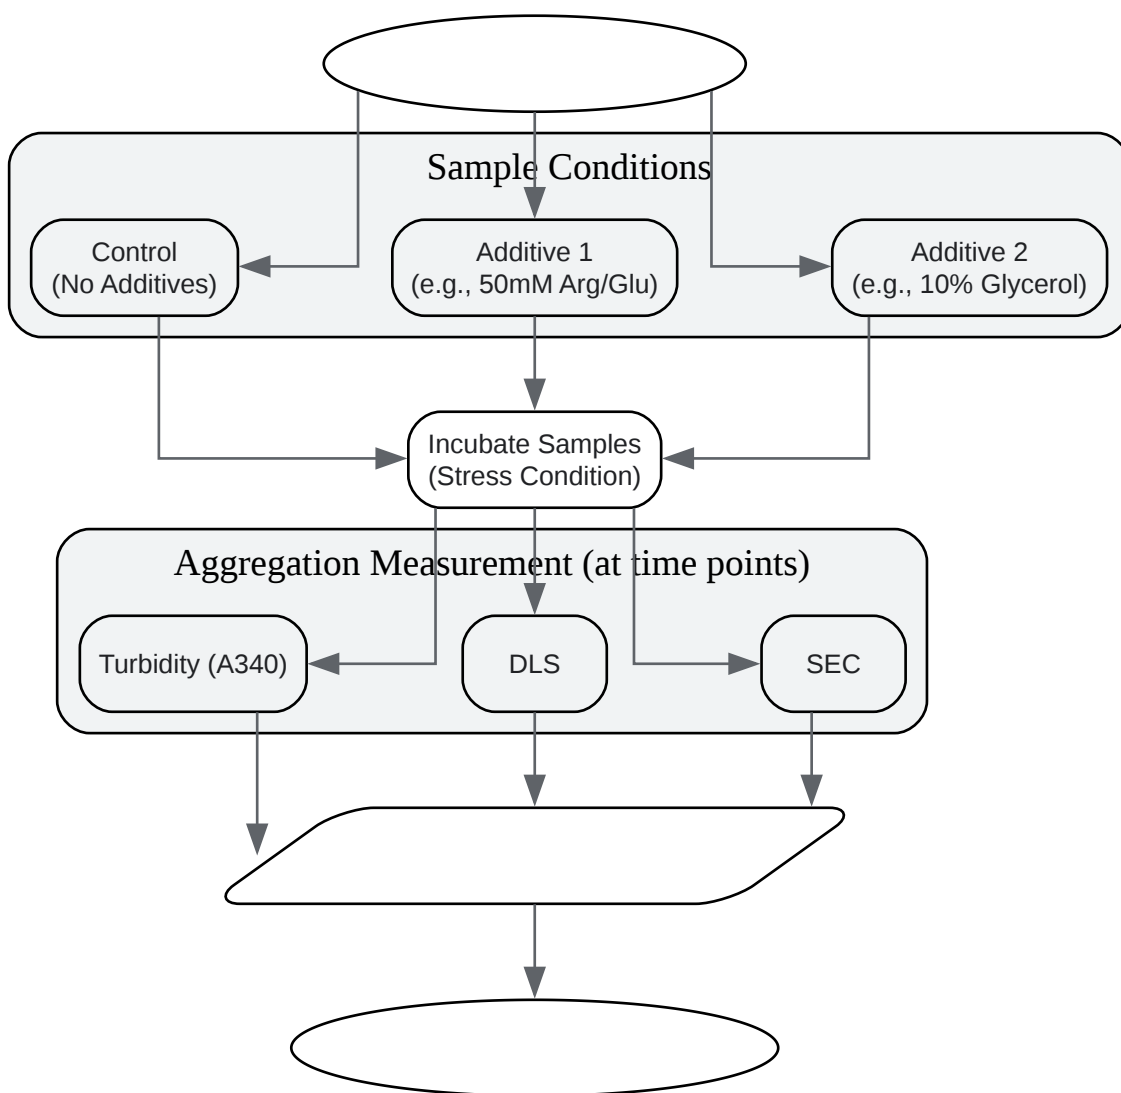 Sample Conditions
Control
(No Additives)
Additive 1
(e.g., 50mM Arg/Glu)
Additive 2
(e.g., 10% Glycerol)
Incubate Samples
(Stress Condition)
Aggregation Measurement (at time points)
Turbidity (A340)
DLS
SEC